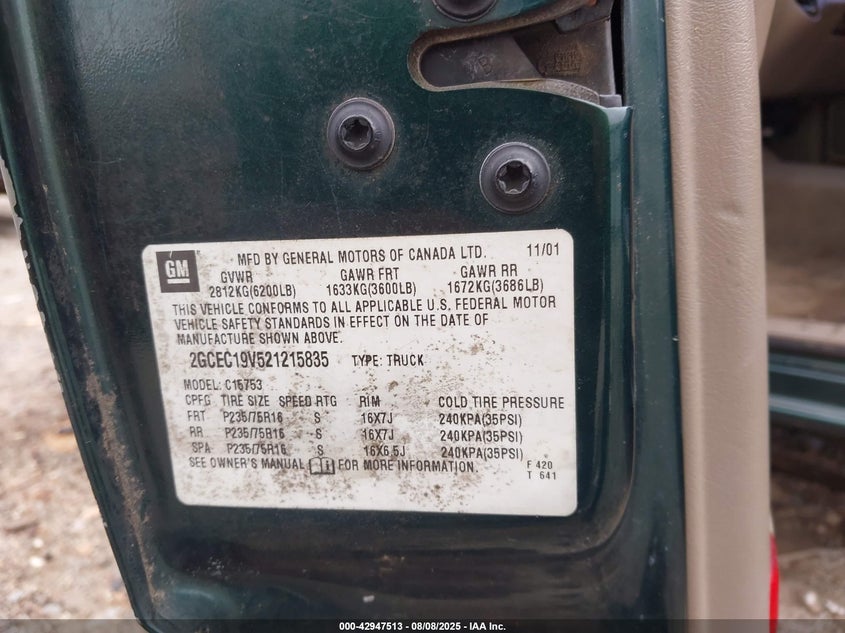 GM
MFD BY GENERAL MOTORS OF CANADA LTD. 11/01
GVWR GAWR FRT GAWR RR
2812KG(6200LB) 1633KG(3600LB) 1672KG(3686LB)
THIS VEHICLE CONFORMS TO ALL APPLICABLE U.S. FEDERAL MOTOR
VEHICLE SAFETY STANDARDS IN EFFECT ON THE DATE OF
MANUFACTURE SHOWN ABOVE.
2GCEC19V521215835 TYPE: TRUCK
MODEL: C15753
CPFG TIRE SIZE SPEED RTG RIM COLD TIRE PRESSURE
FRT P235/75R16 S 16X7J 240KPA(35PSI)
RR P235/75R16 S 16X7J 240KPA(35PSI)
SPA P235/75R16 S 16X6.5J 240KPA(35PSI)
SEE OWNER'S MANUAL FOR MORE INFORMATION.
F 420
T 641
000-42947513 - 08/08/2025 - IAA Inc.